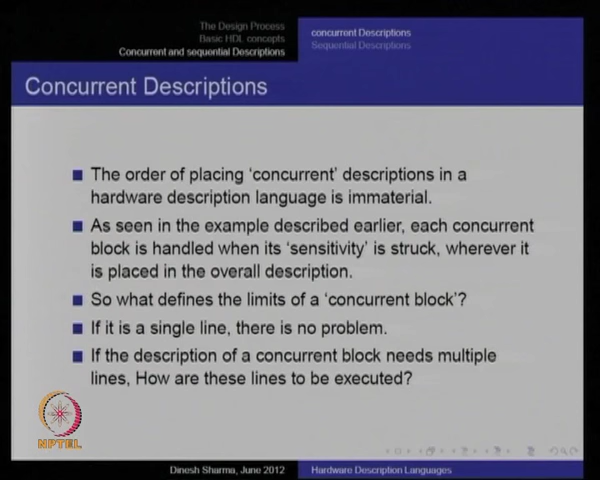 The Design Process
Basic HDL concepts
Concurrent and sequential Descriptions
concurrent Descriptions
Sequential Descriptions
Concurrent Descriptions
The order of placing ‘concurrent’ descriptions in a
hardware description language is immaterial.
As seen in the example described earlier, each concurrent
block is handled when its ‘sensitivity’ is struck, wherever it
is placed in the overall description.
So what defines the limits of a ‘concurrent block’?
If it is a single line, there is no problem.
If the description of a concurrent block needs multiple
lines, How are these lines to be executed?
NPTEL
Dinesh Sharma, June 2012
Hardware Description Languages